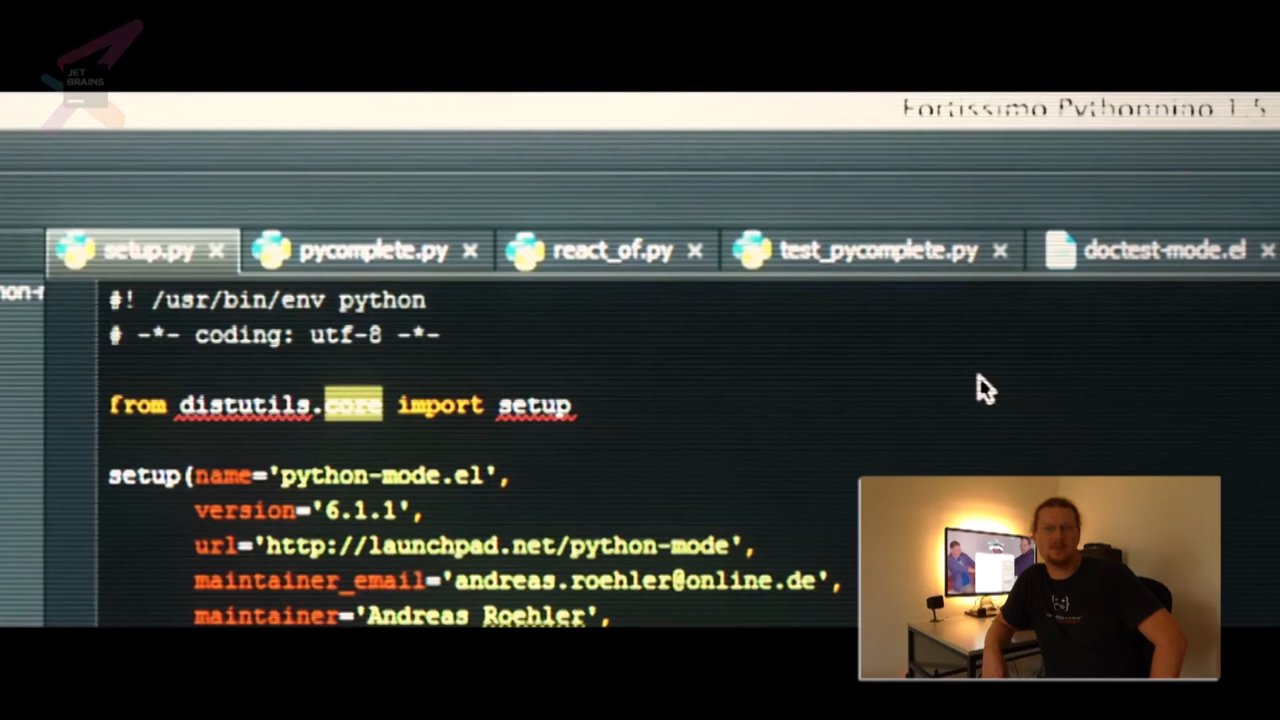 JET
BRAINS
Fortissimo Pythonnino 1.5
setup.py
pycomplete.py
react_of.py
test_pycomplete.py
doctest-mode.el
#! /usr/bin/env python
# -*- coding: utf-8 -*-
from distutils.core import setup
setup(name='python-mode.el',
version='6.1.1',
url='http://launchpad.net/python-mode',
maintainer_email='andreas.roehler@online.de',
maintainer='Andreas Roehler',